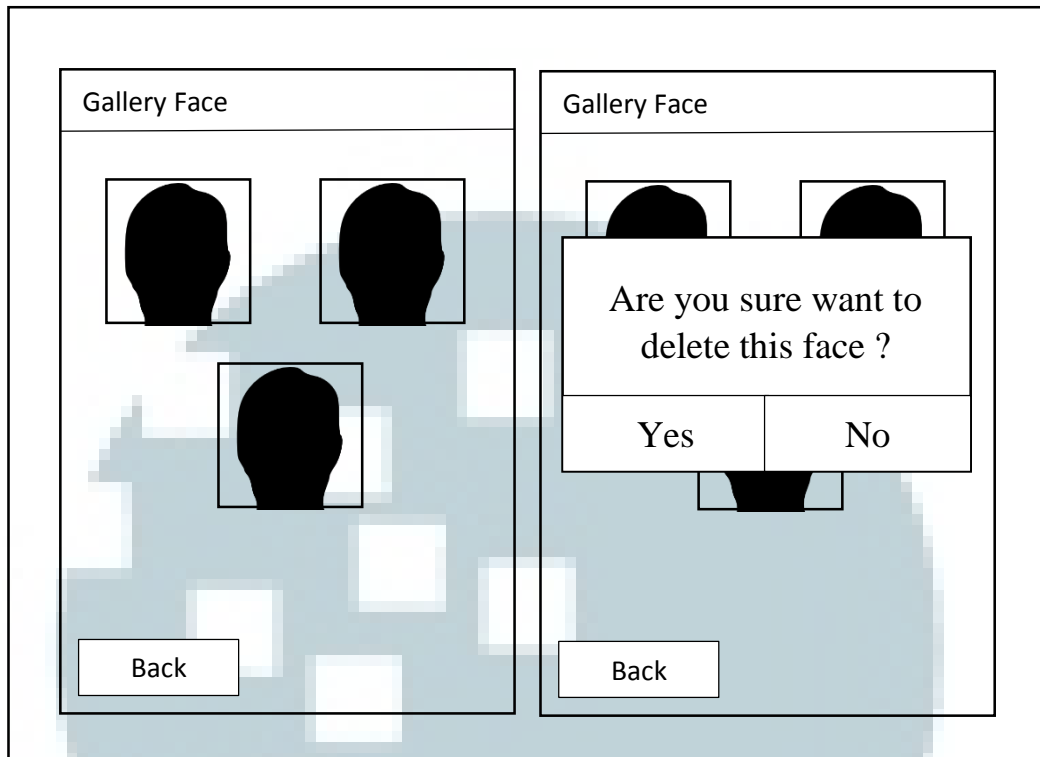 Gallery Face
Back
Gallery Face
Are you sure want to
delete this face ?
Yes
No
Back